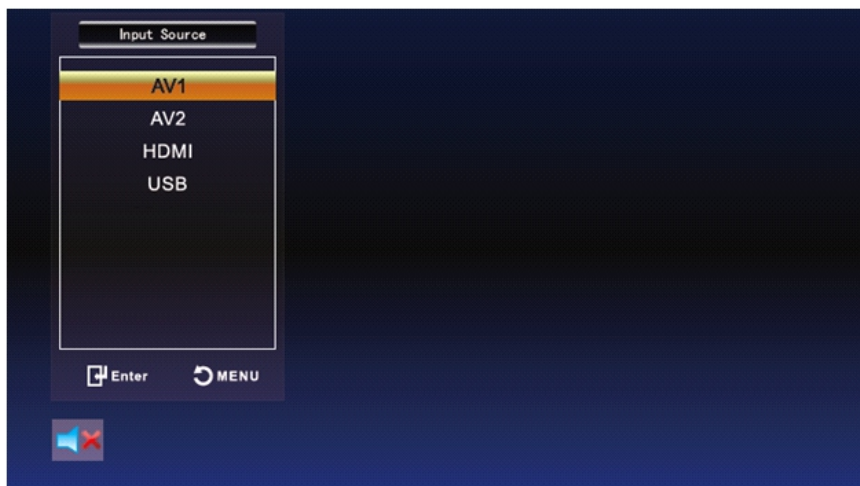 Input Source
AV1
AV2
HDMI
USB
Enter MENU